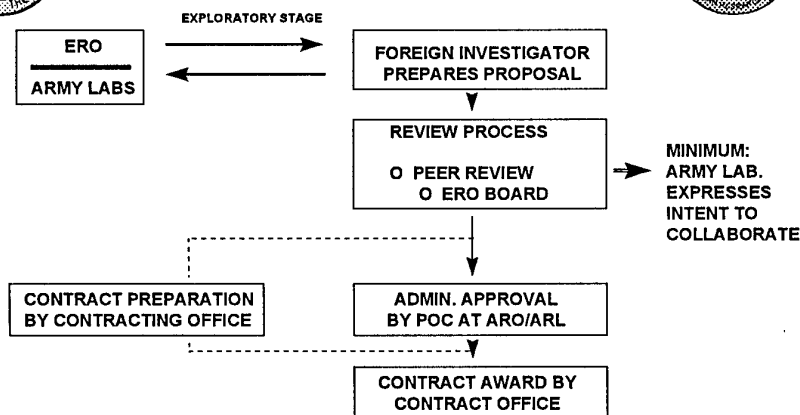 EXPLORATORY STAGE
ERO
ARMY LABS
FOREIGN INVESTIGATOR
PREPARES PROPOSAL
REVIEW PROCESS
O PEER REVIEW
O ERO BOARD
MINIMUM:
ARMY LAB.
EXPRESSES
INTENT TO
COLLABORATE
CONTRACT PREPARATION
BY CONTRACTING OFFICE
ADMIN. APPROVAL
BY POC AT ARO/ARL
CONTRACT AWARD BY
CONTRACT OFFICE